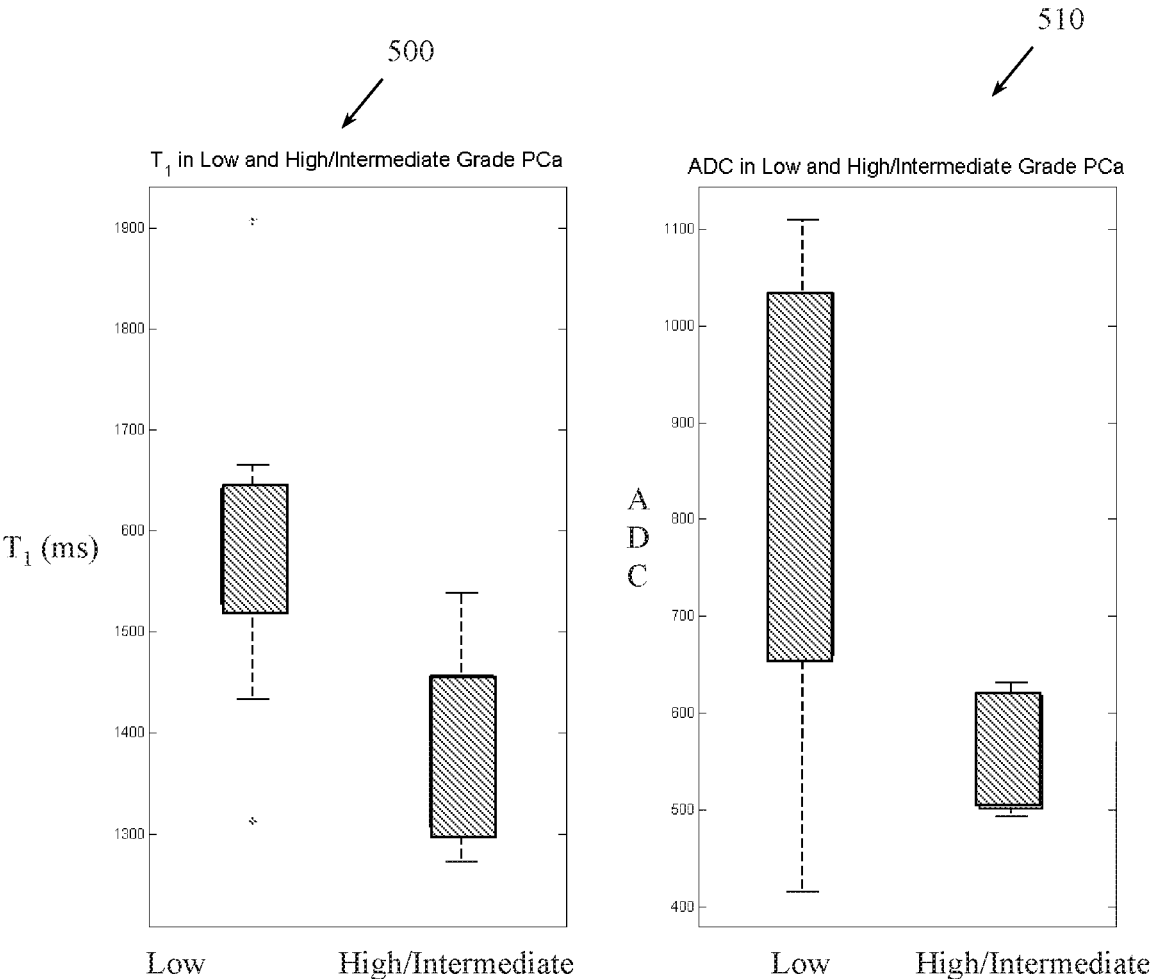 500
510
T1 in Low and High/Intermediate Grade PCa
ADC in Low and High/Intermediate Grade PCa
1900
1800
1700
600
1500
1400
1300
T1 (ms)
Low
High/Intermediate
1100
1000
900
800
700
600
500
400
A
D
C
Low
High/Intermediate